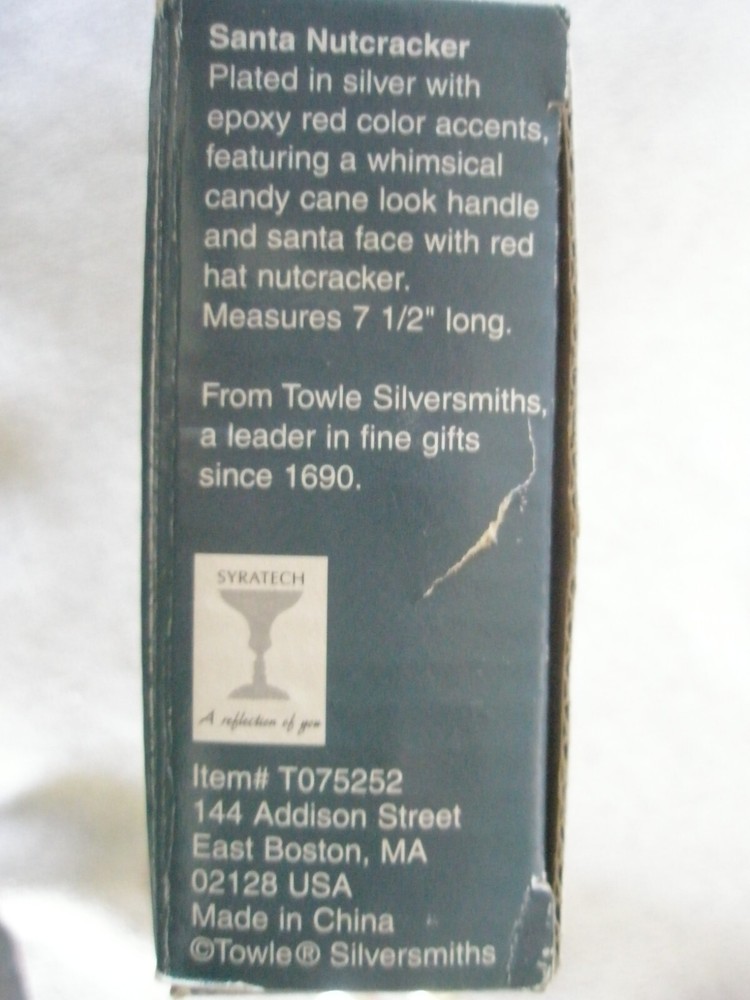 Santa Nutcracker
Plated in silver with
epoxy red color accents,
featuring a whimsical
candy cane look handle
and santa face with red
hat nutcracker.
Measures 7 1/2" long.
From Towle Silversmiths,
a leader in fine gifts
since 1690.
SYRATECH
A reflection of you
Item# T075252
144 Addison Street
East Boston, MA
02128 USA
Made in China
©Towle® Silversmiths